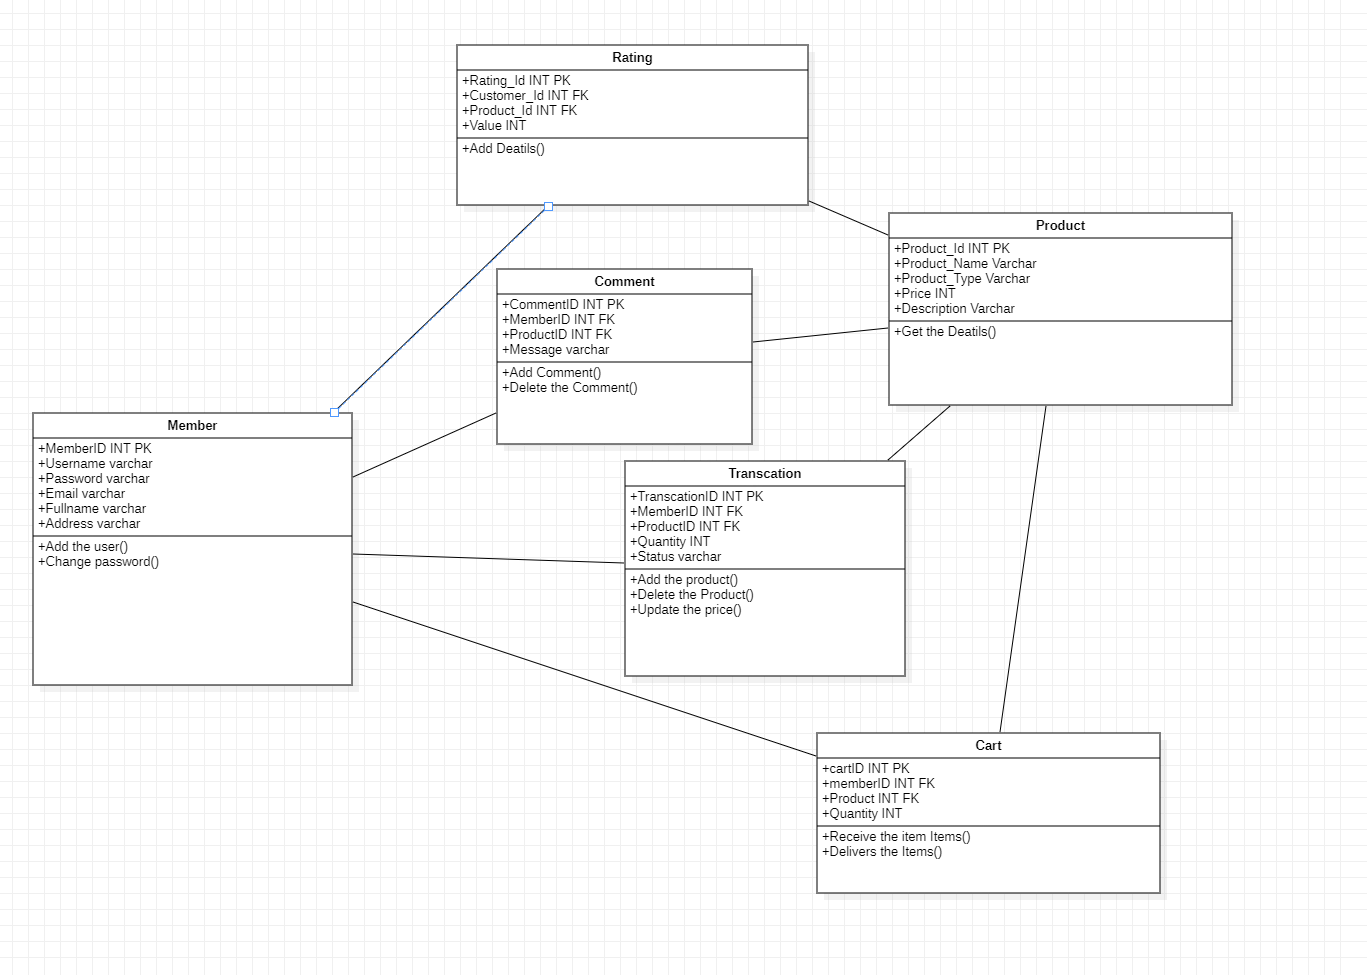 Rating
+Rating_Id INT PK
+Customer_Id INT FK
+Product_Id INT FK
+Value INT
+Add Deatils()
Product
+Product_Id INT PK
+Product_Name Varchar
+Product_Type Varchar
+Price INT
+Description Varchar
+Get the Deatils()
Comment
+CommentID INT PK
+MemberID INT FK
+ProductID INT FK
+Message varchar
+Add Comment()
+Delete the Comment()
Member
+MemberID INT PK
+Username varchar
+Password varchar
+Email varchar
+Fullname varchar
+Address varchar
+Add the user()
+Change password()
Transcation
+TranscationID INT PK
+MemberID INT FK
+ProductID INT FK
+Quantity INT
+Status varchar
+Add the product()
+Delete the Product()
+Update the price()
Cart
+cartID INT PK
+memberID INT FK
+Product INT FK
+Quantity INT
+Receive the item Items()
+Delivers the Items()